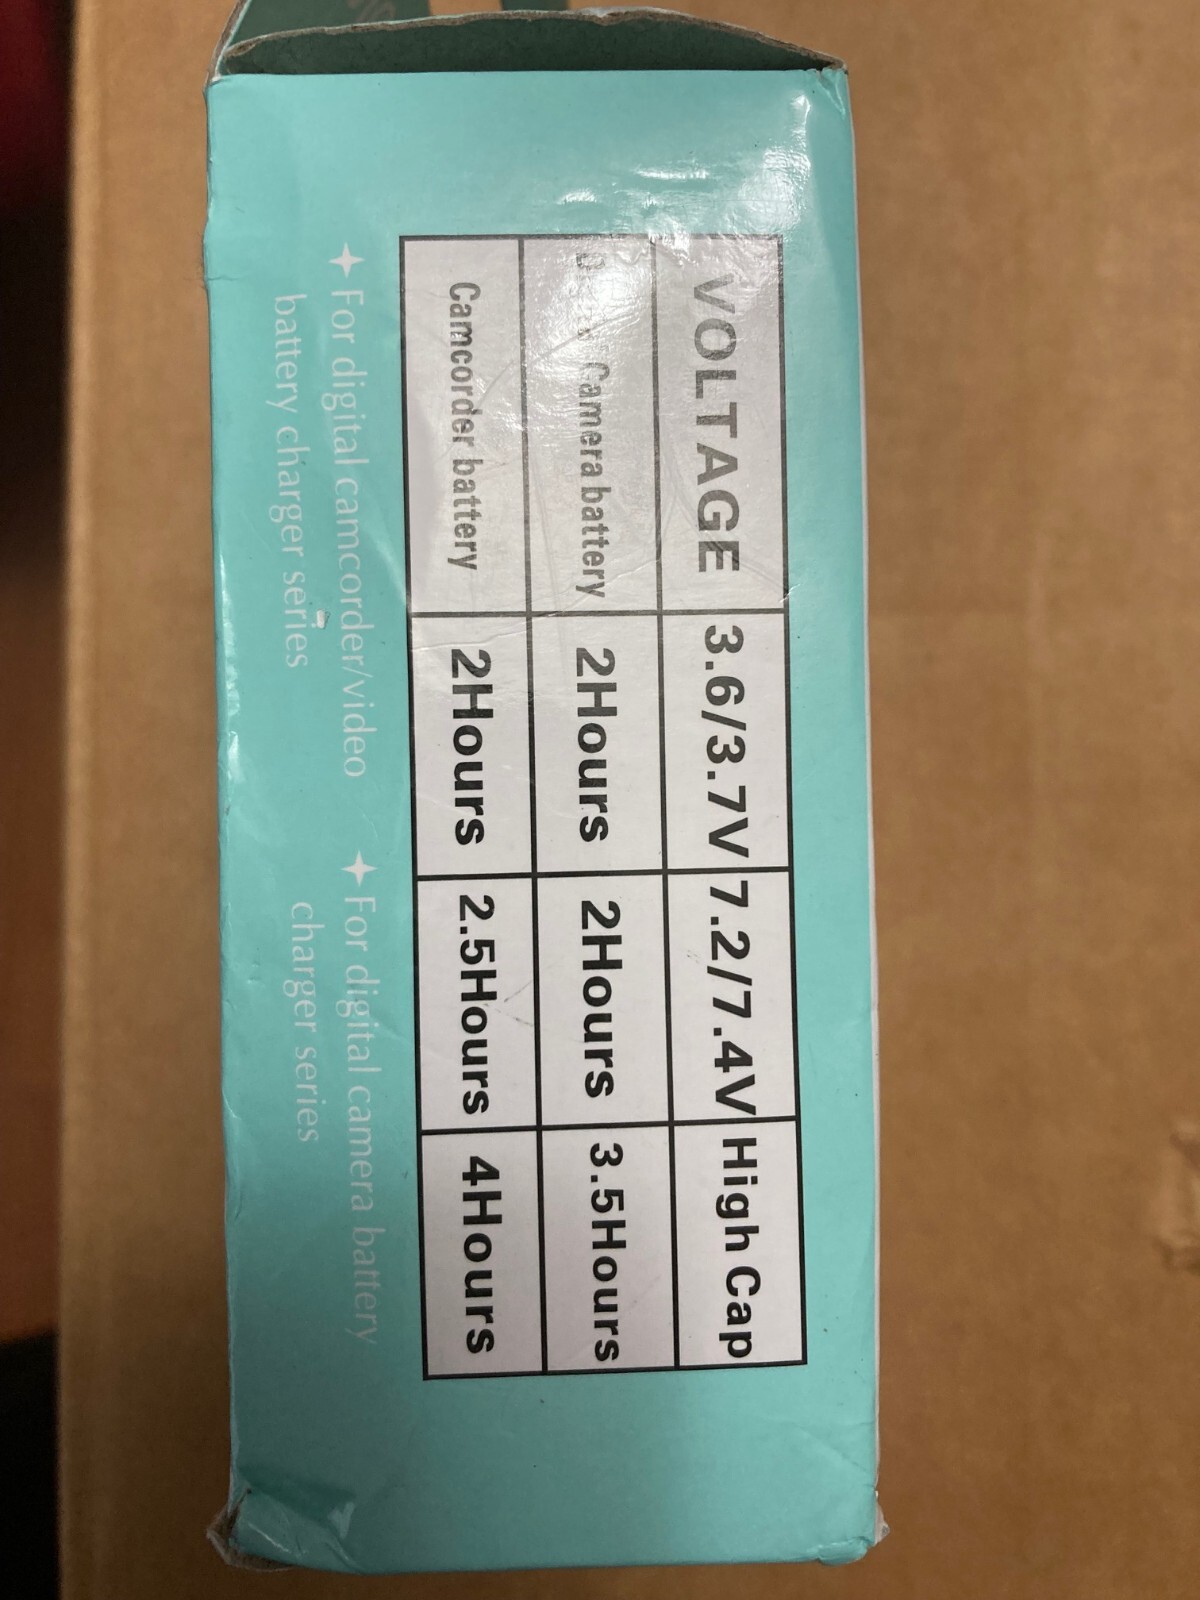 VOLTAGE 3.6/3.7V 7.2/7.4V High Cap
Camera battery 2Hours 2Hours 3.5Hours
Camcorder battery 2Hours 2.5Hours 4Hours
✦For digital camcorder/video
battery charger series
✦For digital camera battery
charger series